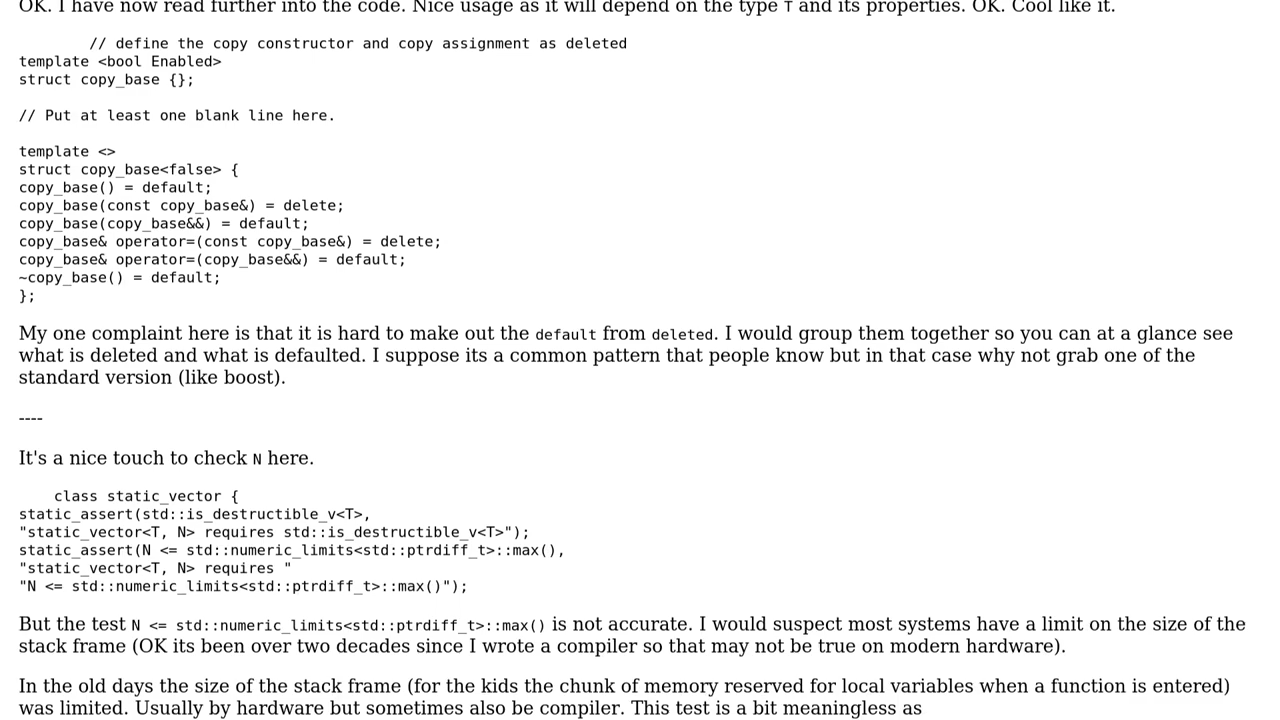 OK. I have now read further into the code. Nice usage as it will depend on the type T and its properties. OK. Cool like it.
// define the copy constructor and copy assignment as deleted
template <bool Enabled>
struct copy_base {};
// Put at least one blank line here.
template <>
struct copy_base<false> {
copy_base() = default;
copy_base(const copy_base&) = delete;
copy_base(copy_base&&) = default;
copy_base& operator=(const copy_base&) = delete;
copy_base& operator=(copy_base&&) = default;
~copy_base() = default;
};
My one complaint here is that it is hard to make out the default from deleted. I would group them together so you can at a glance see
what is deleted and what is defaulted. I suppose its a common pattern that people know but in that case why not grab one of the
standard version (like boost).
----
It's a nice touch to check N here.
class static_vector {
static_assert(std::is_destructible_v<T>,
"static_vector<T, N> requires std::is_destructible_v<T>");
static_assert(N <= std::numeric_limits<std::ptrdiff_t>::max(),
"static_vector<T, N> requires "
"N <= std::numeric_limits<std::ptrdiff_t>::max()");
But the test N <= std::numeric_limits<std::ptrdiff_t>::max() is not accurate. I would suspect most systems have a limit on the size of the
stack frame (OK its been over two decades since I wrote a compiler so that may not be true on modern hardware).
In the old days the size of the stack frame (for the kids the chunk of memory reserved for local variables when a function is entered)
was limited. Usually by hardware but sometimes also be compiler. This test is a bit meaningless as